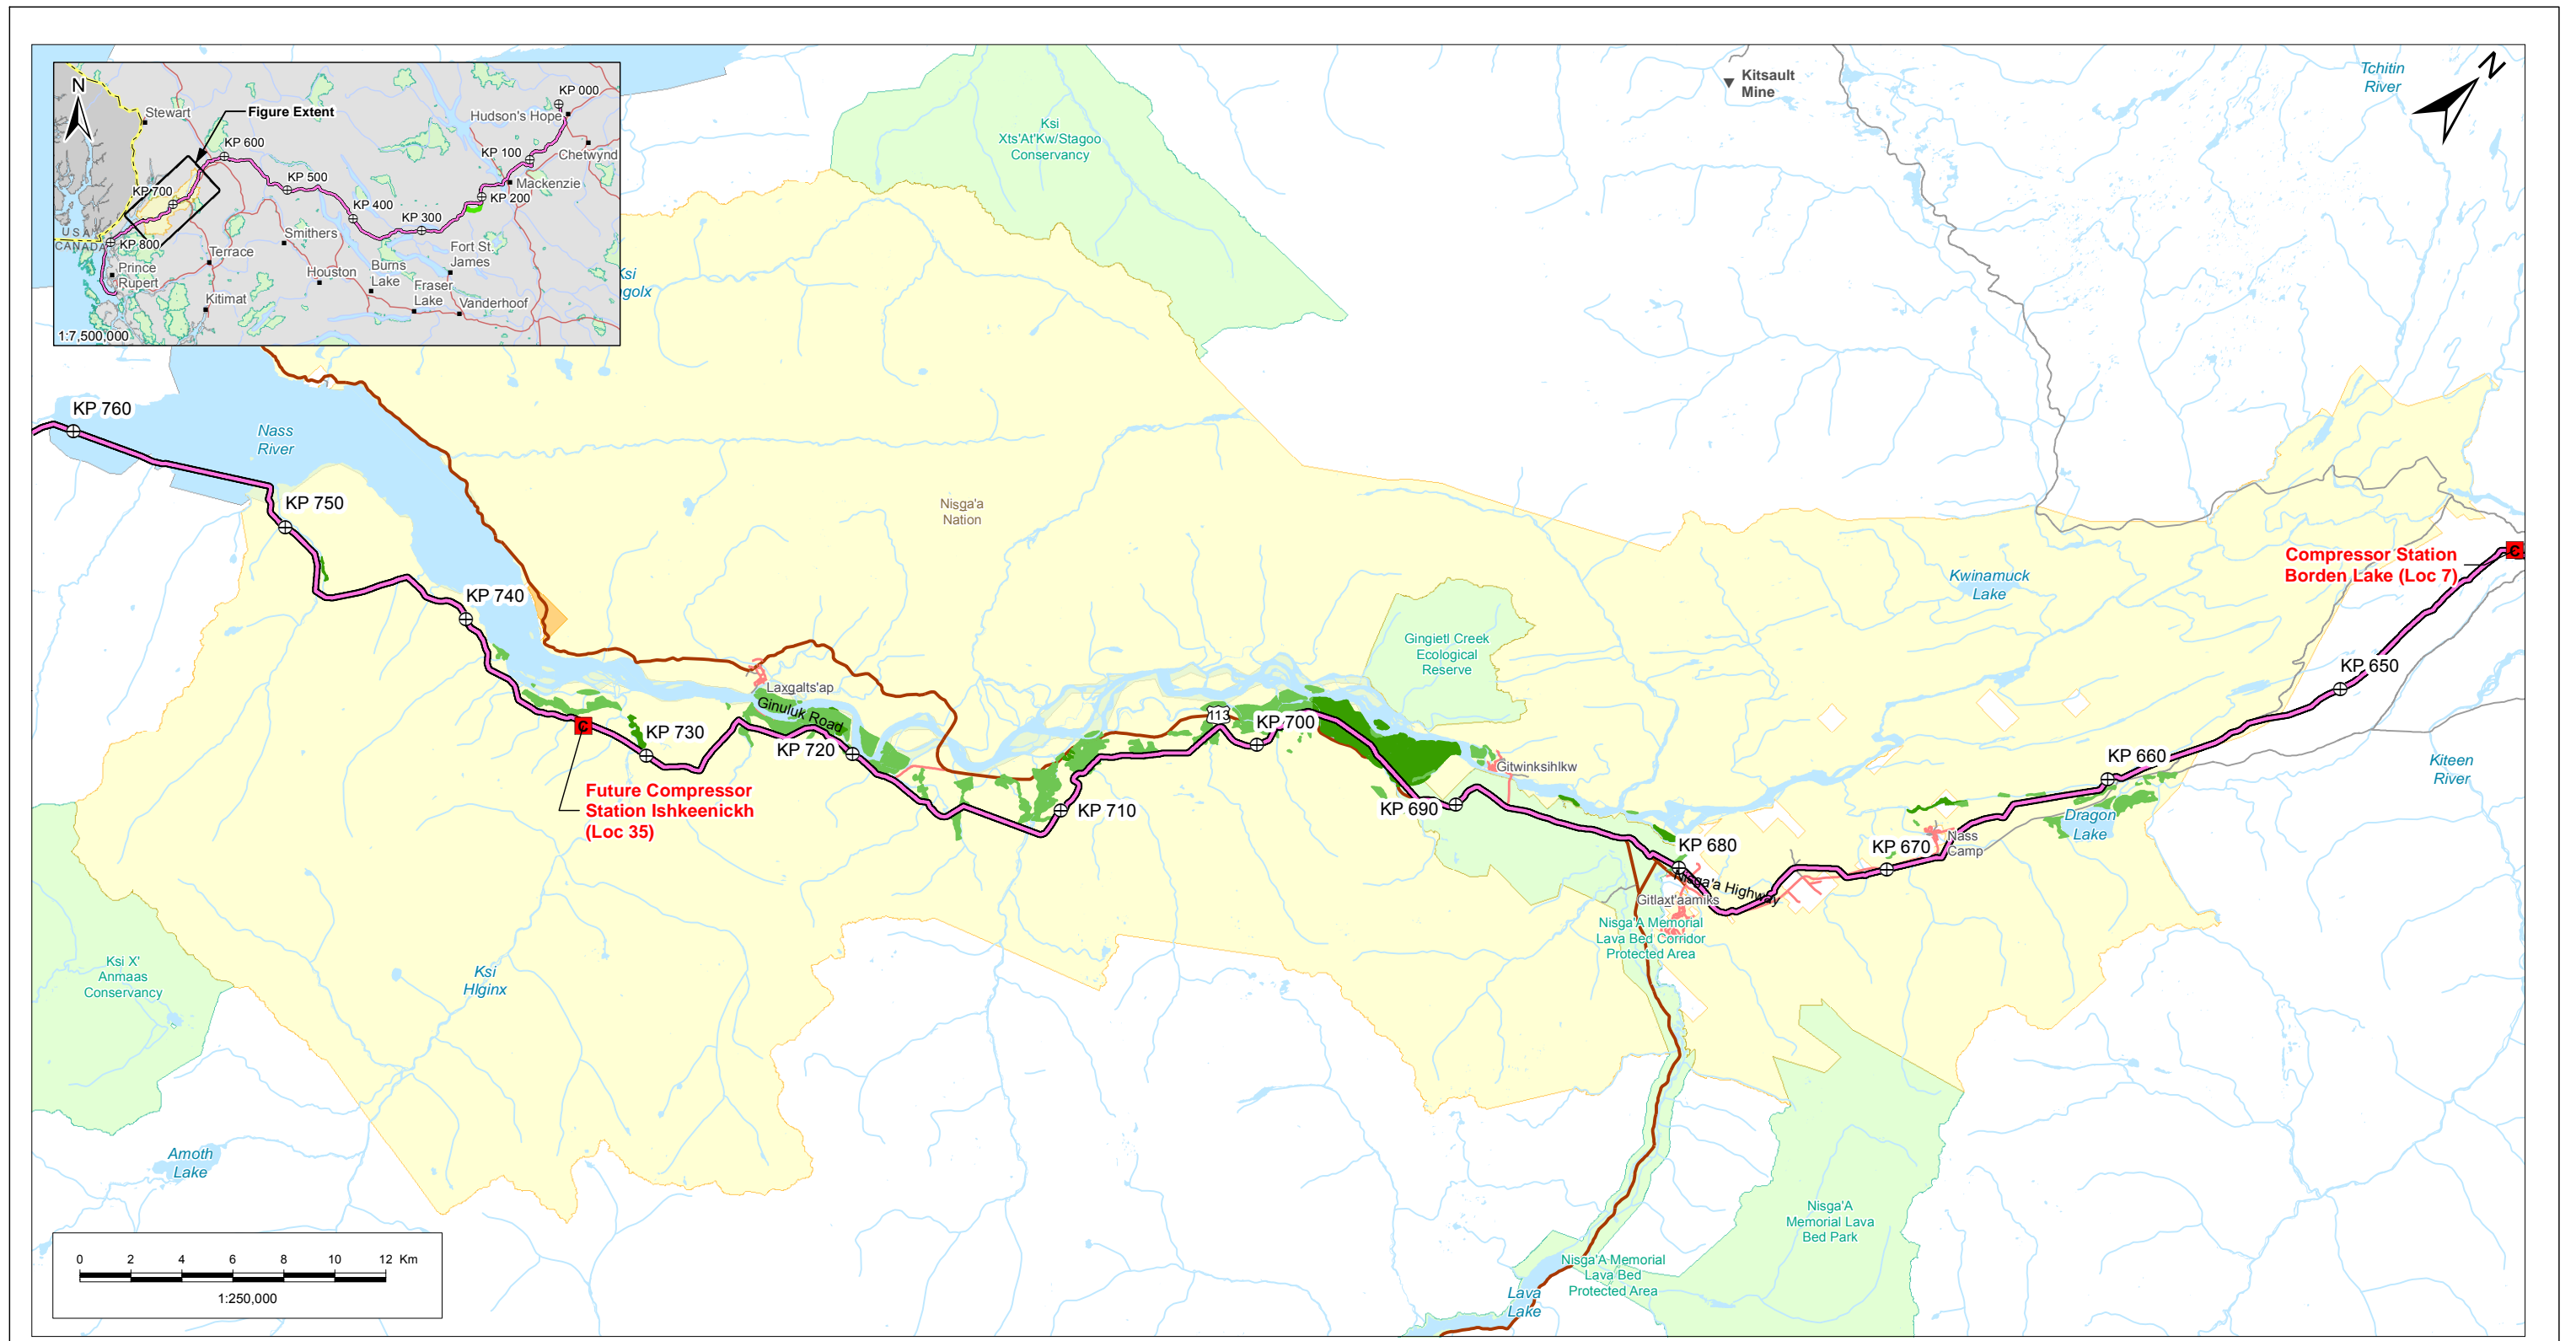 N
Stewart
Figure Extent
KP 000
Hudson's Hope
KP 600
KP 100
Chetwynd
KP 500
Mackenzie
KP 700
KP 200
KP 400
KP 300
USA
CANADA
KP 800
Smithers
Terrace
Fort St.
James
Prince
Rupert
Houston
Burns
Lake
Fraser
Lake
Kitimat
Vanderhoof
1:7,500,000
Ksi
Xts'At'Kw/Stagoo
Conservancy
Kitsault
Mine
Tchitin
River
N
Ksi
KP 760
Nass
River
KP 750
Nisga'a
Nation
Compressor Station
Borden Lake (Loc 7)
C
KP 740
Kwinamuck
Lake
Gingietl Creek
Ecological
Reserve
KP 650
Laxgalts'ap
Ginuluk Road
113
KP 700
C
KP 730
KP 720
KP 660
Gitwinksihlkw
Kiteen
River
Future Compressor
Station Ishkeenickh
(Loc 35)
KP 710
KP 690
Dragon
Lake
Nass
Camp
KP 680
KP 670
Nisga'a Highway
Gitlaxt'aamiks
Nisga'A Memorial
Lava Bed Corridor
Protected Area
Ksi X'
Anmaas
Conservancy
Ksi
Hlginx
Amoth
Lake
Nisga'A
Memorial Lava
Bed Park
Nisga'A Memorial
Lava Bed
Protected Area
Lava
Lake
0 2 4 6 8 10 12 Km
1:250,000